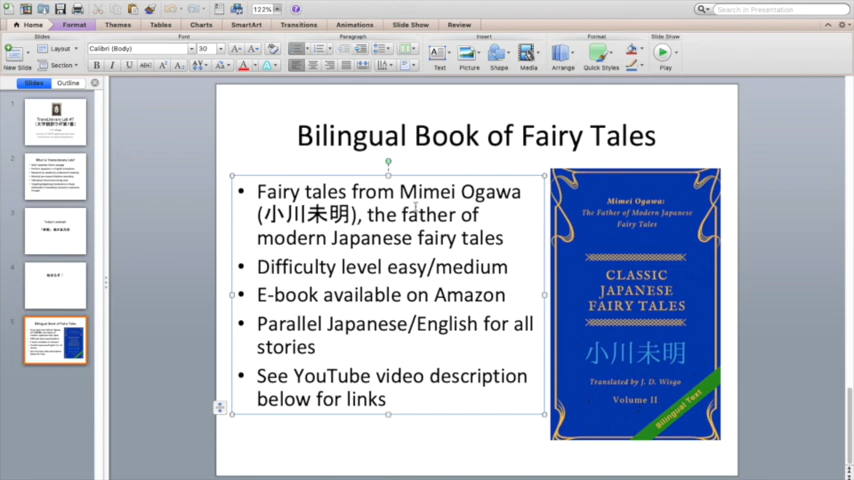 122%
Search in Presentation
Home
Format
Themes
Tables
Charts
SmartArt
Transitions
Animations
Slide Show
Review
Slides
Font
Paragraph
Insert
Format
Slide Show
Layout
Calibri (Body)
30
New Slide
Section
Text
Picture
Shape
Media
Arrange
Quick Styles
Play
Slides
Outline
1
2
3
4
5
Bilingual Book of Fairy Tales
• Fairy tales from Mimei Ogawa
(小川未明), the father of
modern Japanese fairy tales
• Difficulty level easy/medium
• E-book available on Amazon
• Parallel Japanese/English for all
stories
• See YouTube video description
below for links
Mimei Ogawa:
The Father of Modern Japanese
Fairy Tales
CLASSIC
JAPANESE
FAIRY TALES
小川未明
Translated by J. D. Wisgo
Volume II
Bilingual Text